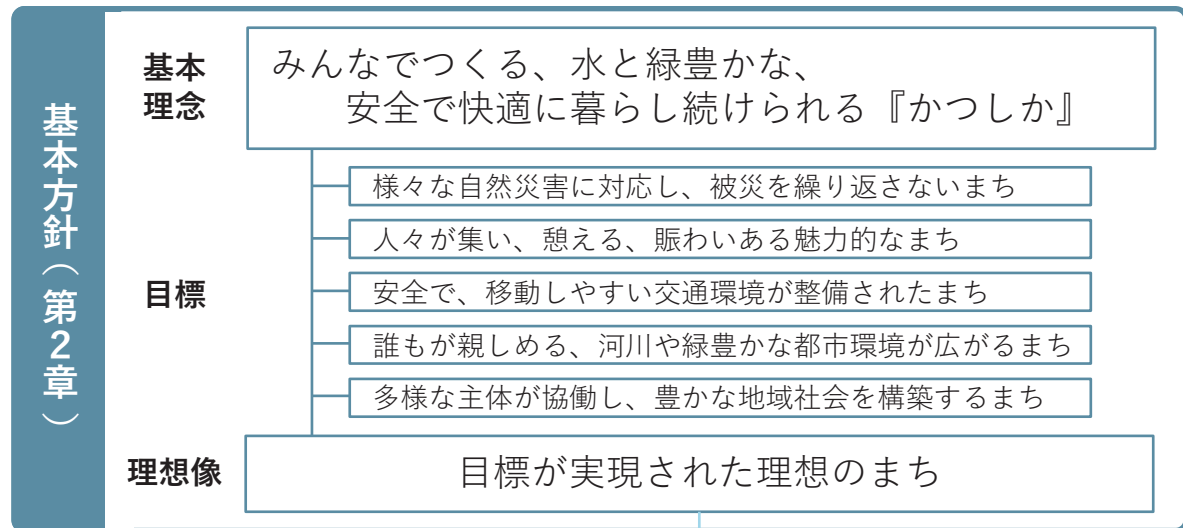 基本方針（第2章）
基本
理念
みんなでつくる、水と緑豊かな、
安全で快適に暮らし続けられる『かつしか』
目標
様々な自然災害に対応し、被災を繰り返さないまち
人々が集い、憩える、賑わいある魅力的なまち
安全で、移動しやすい交通環境が整備されたまち
誰もが親しめる、河川や緑豊かな都市環境が広がるまち
多様な主体が協働し、豊かな地域社会を構築するまち
理想像
目標が実現された理想のまち